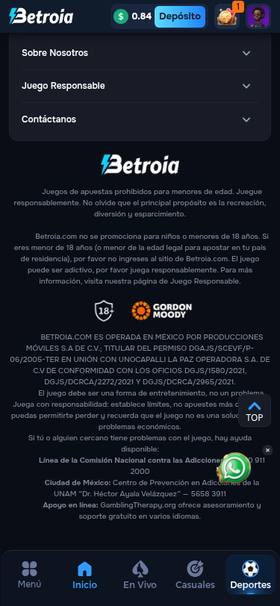 Betroia
$ 0.84 Depósito
1
Sobre Nosotros
Juego Responsable
Contáctanos
Betroia
Juegos de apuestas prohibidos para menores de edad. Juegue
responsablemente. No olvide que el principal propósito es la recreación,
diversión y esparcimiento.
Betroia.com no se promociona para niños o menores de 18 años. Si
eres menor de 18 años (o menor de la edad legal para apostar en tu país
de residencia), por favor no ingreses al sitio de Betroia.com. El juego
puede ser adictivo, por favor juega responsablemente. Para más
información, visita nuestra página de Juego Responsable.
18+ GORDON
MOODY
BETROIA.COM ES OPERADA EN MÉXICO POR PRODUCCIONES
MÓVILES S.A DE C.V.; TITULAR DEL PERMISO DGAJS/SCEVF/P-
06/2005-TER EN UNIÓN CON UNOCAPALLI LA PAZ OPERADORA S.A. DE
C.V DE CONFORMIDAD CON LOS OFICIOS DGJS/1580/2021,
DGJS/DCRCA/2272/2021 Y DGJS/DCRCA/2965/2021.
El juego debe ser una forma de entretenimiento, no un problema.
Juega con responsabilidad: establece límites, no apuestes más
puedas permitirte perder y recuerda que el juego no es una
problemas económicos.
Si tú o alguien cercano tiene problemas con el juego, hay ayuda
disponible:
Línea de la Comisión Nacional contra las Adicciones 911
2000
Ciudad de México: Centro de Prevención en Adicciones de la
UNAM "Dr. Héctor Ayala Velázquez" — 5658 3911
Apoyo en línea: GamblingTherapy.org ofrece asesoramiento y
soporte gratuito en varios idiomas.
TOP
Menú
Inicio
En Vivo
Casuales
Deportes